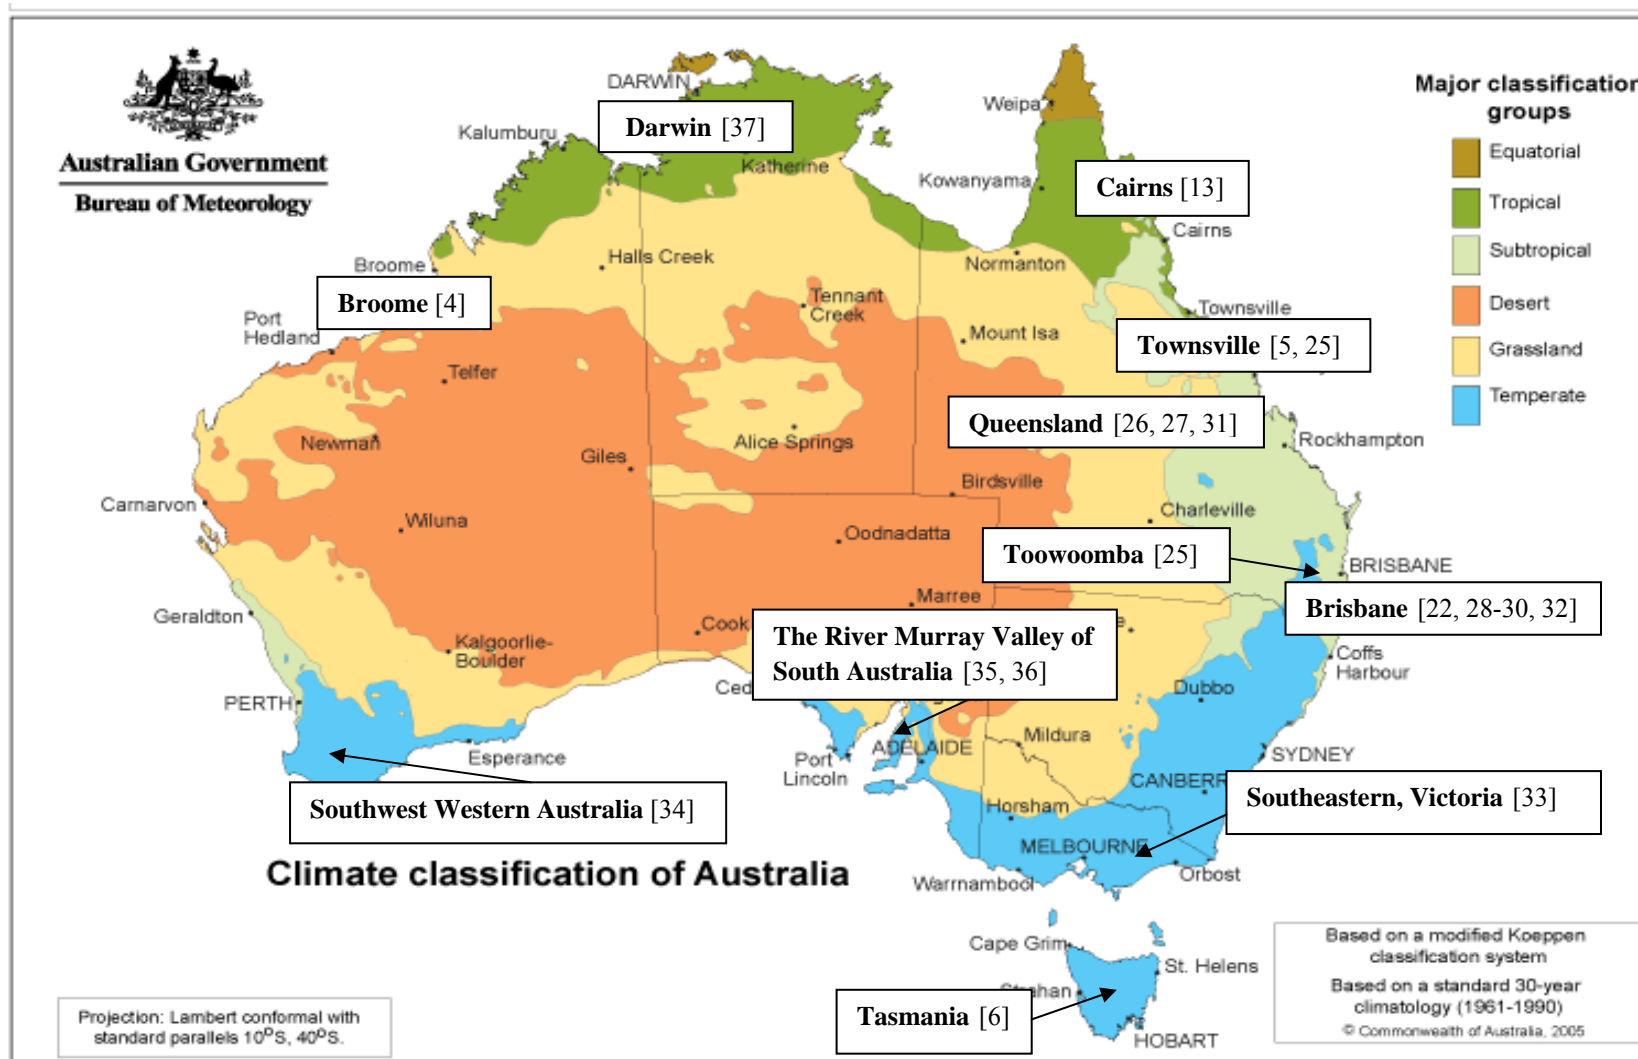 Australian Government
Bureau of Meteorology
Major classification
groups
Equatorial
Tropical
Subtropical
Desert
Grassland
Temperate
DARWIN
Darwin [37]
Kalumburu
Katherine
Weipa
Kowanyama
Cairns [13]
Cairns
Broome
Halls Creek
Normanton
Broome [4]
Port
Hedland
Tennant
Creek
Townsville
Mount Isa
Townsville [5, 25]
Telfer
Queensland [26, 27, 31]
Newman
Alice Springs
Rockhampton
Giles
Birdsville
Carnarvon
Wiluna
Charleville
Oodnadatta
Toowoomba [25]
BRISBANE
Marree
Brisbane [22, 28-30, 32]
Geraldton
Cook
The River Murray Valley of
South Australia [35, 36]
Kalgoorlie-
Boulder
Coffs
Harbour
Ced
Dubbo
PERTH
Esperance
Port
Lincoln
ADELAIDE
Mildura
SYDNEY
CANBERR
Southwest Western Australia [34]
Horsham
Southeastern, Victoria [33]
MELBOURNE
Climate classification of Australia
Warrnambool
Orbost
Cape Grim
St. Helens
Tasmania [6]
HOBART
Projection: Lambert conformal with
standard parallels 10°S, 40°S.
Based on a modified Koeppen
classification system
Based on a standard 30-year
climatology (1961-1990)
© Commonwealth of Australia, 2005